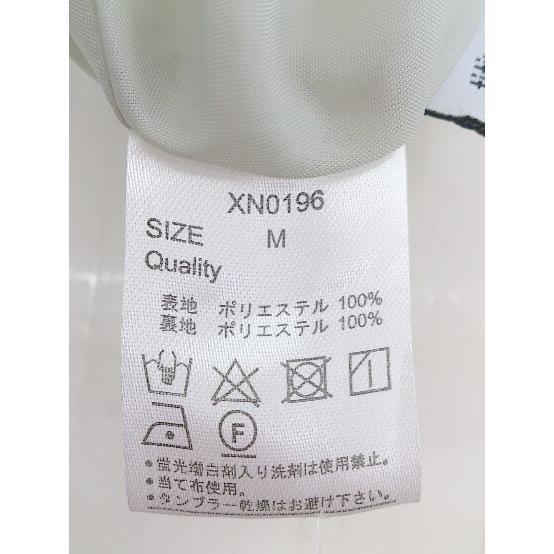 XN0196
SIZE M
Quality
表地 ポリエステル 100%
裏地 ポリエステル 100%
F
•蛍光増白剤入り洗剤は使用禁止。
•当て布使用。
•タンブラー乾燥はお避け下さい。